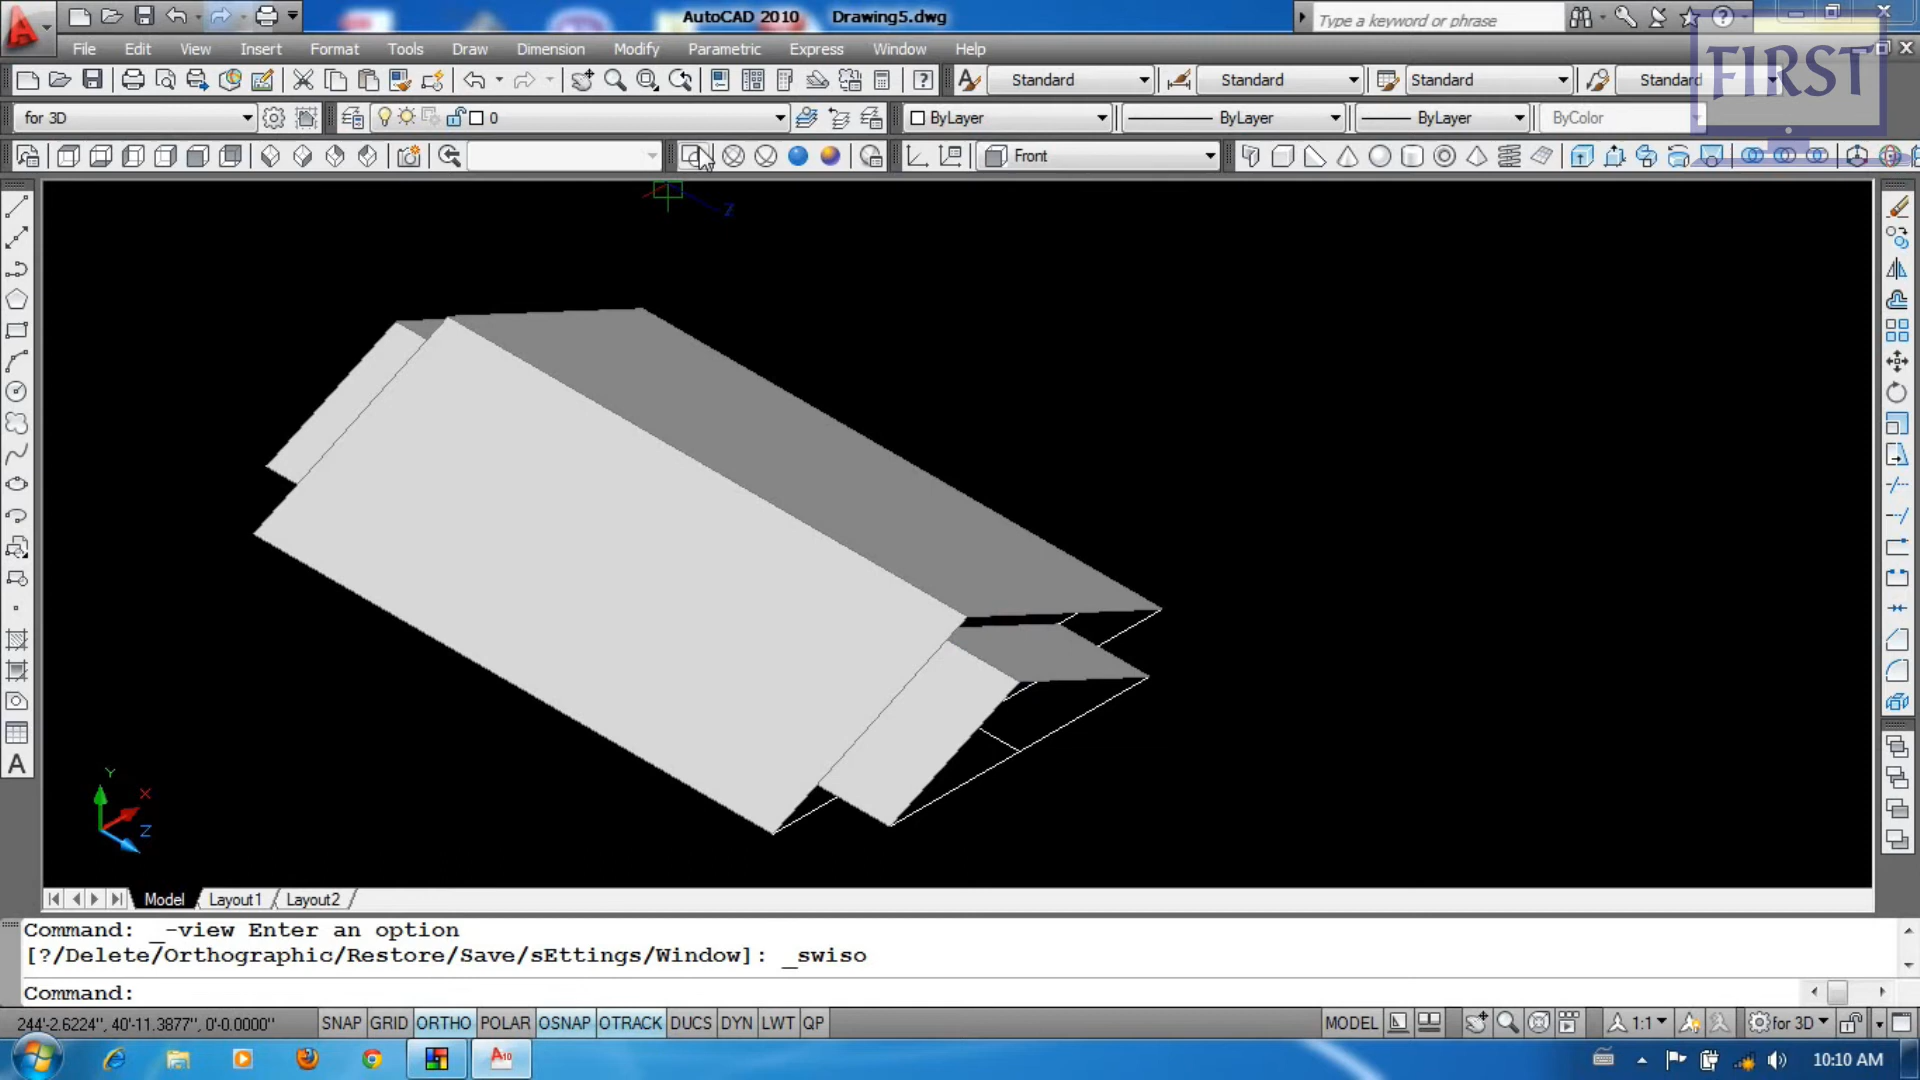 AutoCAD 2010 Drawing5.dwg
Type a keyword or phrase
File Edit View Insert Format Tools Draw Dimension Modify Parametric Express Window Help
Standard Standard Standard Standard
for 3D 0 ByLayer ByLayer ByLayer ByColor
Front
FIRST
Z
Y
X
Z
Model Layout1 Layout2
Command: _-view Enter an option
[?/Delete/Orthographic/Restore/Save/sEttings/Window]: _swiso
Command:
244'-2.6224", 40'-11.3877", 0'-0.0000" SNAP GRID ORTHO POLAR OSNAP OTRACK DUCS DYN LWT QP MODEL 1:1 for 3D
10:10 AM